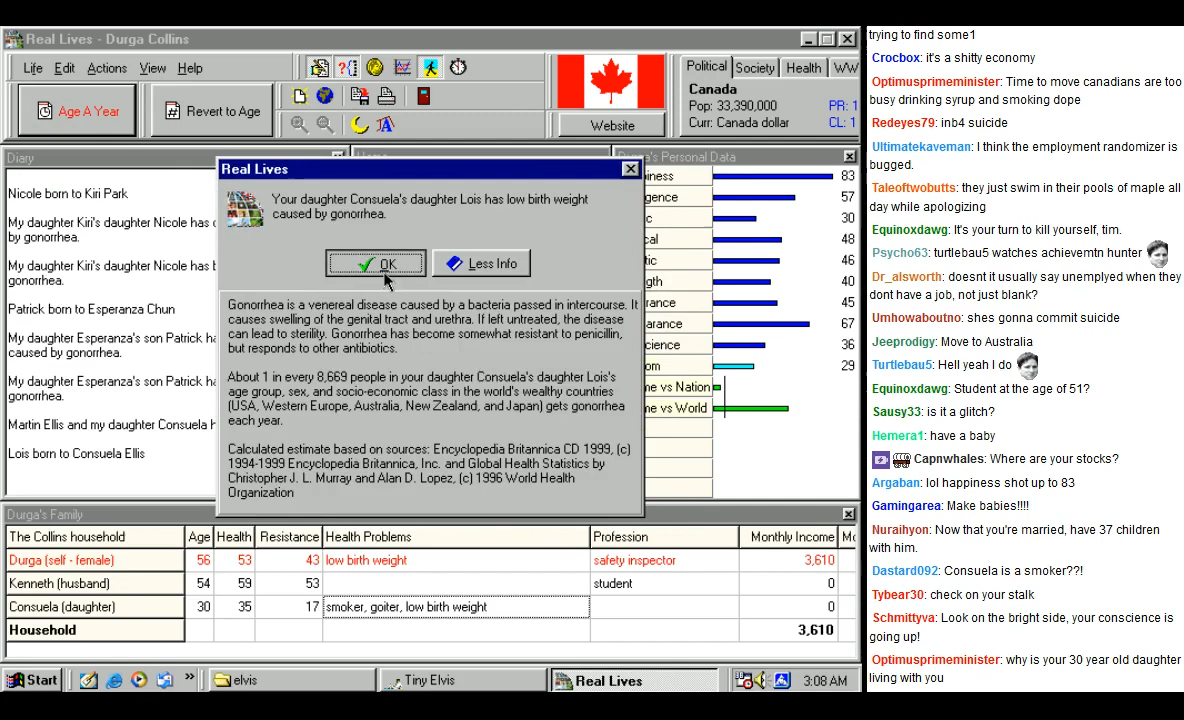 Real Lives - Durga Collins
Life Edit Actions View Help
Age A Year
Revert to Age
Website
Political Society Health WW
Canada
Pop: 33,390,000 PR: 1
Curr: Canada dollar CL: 1
Diary
Nicole born to Kiri Park
My daughter Kiri's daughter Nicole has
by gonorrhea.
My daughter Kiri's daughter Nicole has
gonorrhea.
Patrick born to Esperanza Chun
My daughter Esperanza's son Patrick ha
caused by gonorrhea.
My daughter Esperanza's son Patrick ha
gonorrhea.
Martin Ellis and my daughter Consuela
Lois born to Consuela Ellis
Real Lives
Your daughter Consuela's daughter Lois has low birth weight
caused by gonorrhea.
OK
Less Info
Gonorrhea is a venereal disease caused by a bacteria passed in intercourse. It
causes swelling of the genital tract and urethra. If left untreated, the disease
can lead to sterility. Gonorrhea has become somewhat resistant to penicillin,
but responds to other antibiotics.
About 1 in every 8,669 people in your daughter Consuela's daughter Lois's
age group, sex, and socio-economic class in the world's wealthy countries
(USA, Western Europe, Australia, New Zealand, and Japan) gets gonorrhea
each year.
Calculated estimate based on sources: Encyclopedia Britannica CD 1999, (c)
1994-1999 Encyclopedia Britannica, Inc. and Global Health Statistics by
Christopher J. L. Murray and Alan D. Lopez, (c) 1996 World Health
Organization
's Personal Data
iness 83
gence 57
ic 30
cal 48
tic 46
gth 40
rance 45
arance 67
science 36
om 29
me vs Nation
me vs World
Durga's Family
The Collins household Age Health Resistance Health Problems Profession Monthly Income Mo
Durga (self - female) 56 53 43 low birth weight safety inspector 3,610
Kenneth (husband) 54 59 53 student 0
Consuela (daughter) 30 35 17 smoker, goiter, low birth weight 0
Household 3,610
Start » elvis Tiny Elvis Real Lives 3:08 AM
trying to find some1
Crocbox: it's a shitty economy
Optimusprimeminister: Time to move canadians are too
busy drinking syrup and smoking dope
Redeyes79: inb4 suicide
Ultimatekaveman: I think the employment randomizer is
bugged.
Taleoftwobutts: they just swim in their pools of maple all
day while apologizing
Equinoxdawg: It's your turn to kill yourself, tim.
Psycho63: turtlebau5 watches achievemtn hunter
Dr_alsworth: doesnt it usually say unemplyed when they
dont have a job, not just blank?
Umhowaboutno: shes gonna commit suicide
Jeeprodigy: Move to Australia
Turtlebau5: Hell yeah I do
Equinoxdawg: Student at the age of 51?
Sausy33: is it a glitch?
Hemera1: have a baby
Capnwhales: Where are your stocks?
Argaban: lol happiness shot up to 83
Gamingarea: Make babies!!!!
Nuraihyon: Now that you're married, have 37 children
with him.
Dastard092: Consuela is a smoker??!
Tybear30: check on your stalk
Schmittyva: Look on the bright side, your conscience is
going up!
Optimusprimeminister: why is your 30 year old daughter
living with you